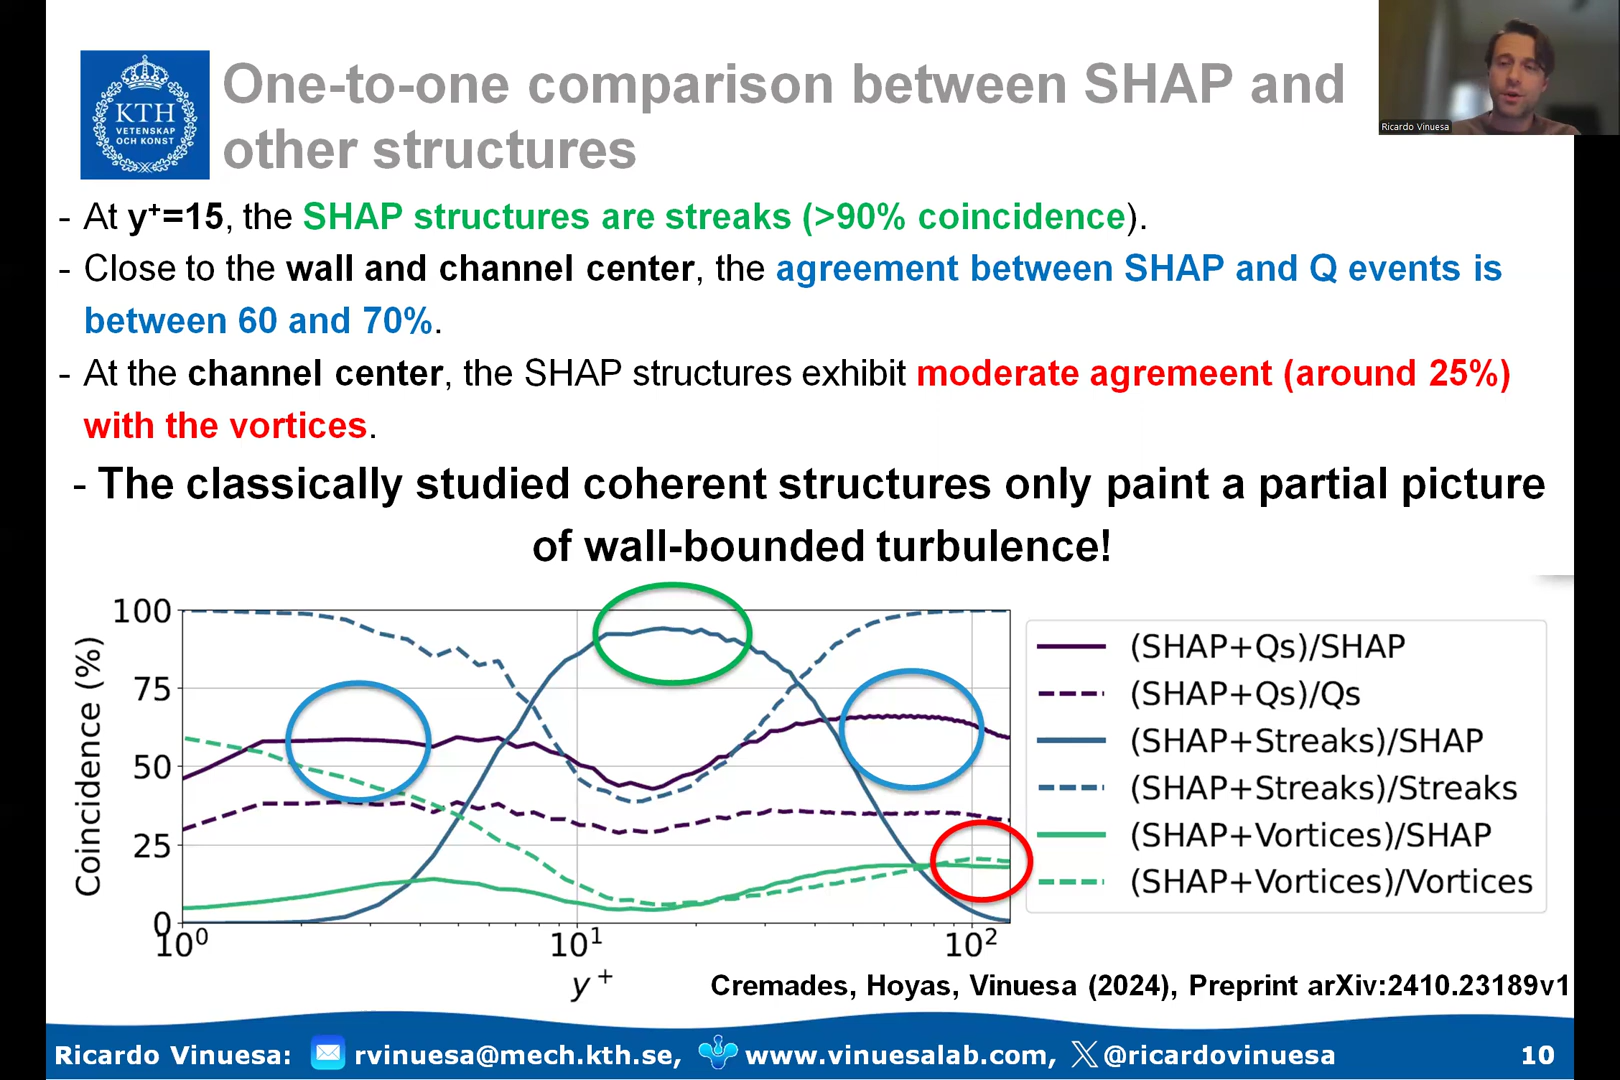 KTH
VETENSKAP
OCH KONST
One-to-one comparison between SHAP and
other structures
Ricardo Vinuesa
- At y⁺=15, the SHAP structures are streaks (>90% coincidence).
- Close to the wall and channel center, the agreement between SHAP and Q events is
between 60 and 70%.
- At the channel center, the SHAP structures exhibit moderate agremeent (around 25%)
with the vortices.
- The classically studied coherent structures only paint a partial picture
of wall-bounded turbulence!
Coincidence (%)
100
75
50
25
0
10⁰
10¹
10²
y⁺
(SHAP+Qs)/SHAP
(SHAP+Qs)/Qs
(SHAP+Streaks)/SHAP
(SHAP+Streaks)/Streaks
(SHAP+Vortices)/SHAP
(SHAP+Vortices)/Vortices
Cremades, Hoyas, Vinuesa (2024), Preprint arXiv:2410.23189v1
Ricardo Vinuesa: rvinuesa@mech.kth.se, www.vinuesalab.com, @ricardovinuesa 10